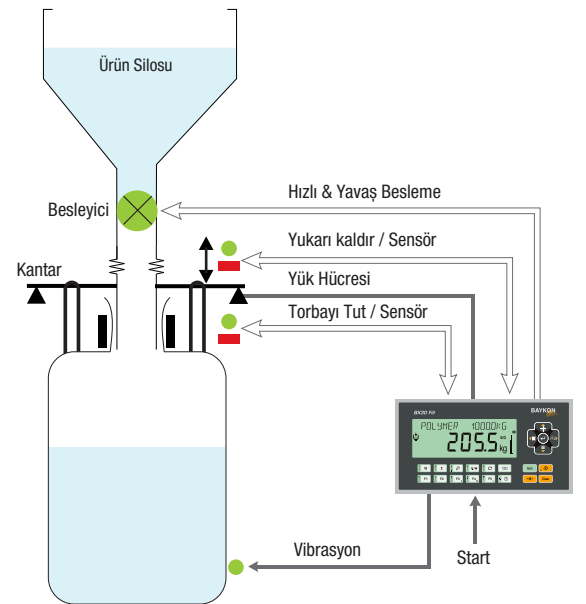 Ürün Silosu
Besleyici
Hızlı & Yavaş Besleme
Yukarı kaldır / Sensör
Kantar
Yük Hücresi
Torbayı Tut / Sensör
BX30 Fill
BAYKON
POLYMER 10000KG
205.5 kg
Vibrasyon
Start